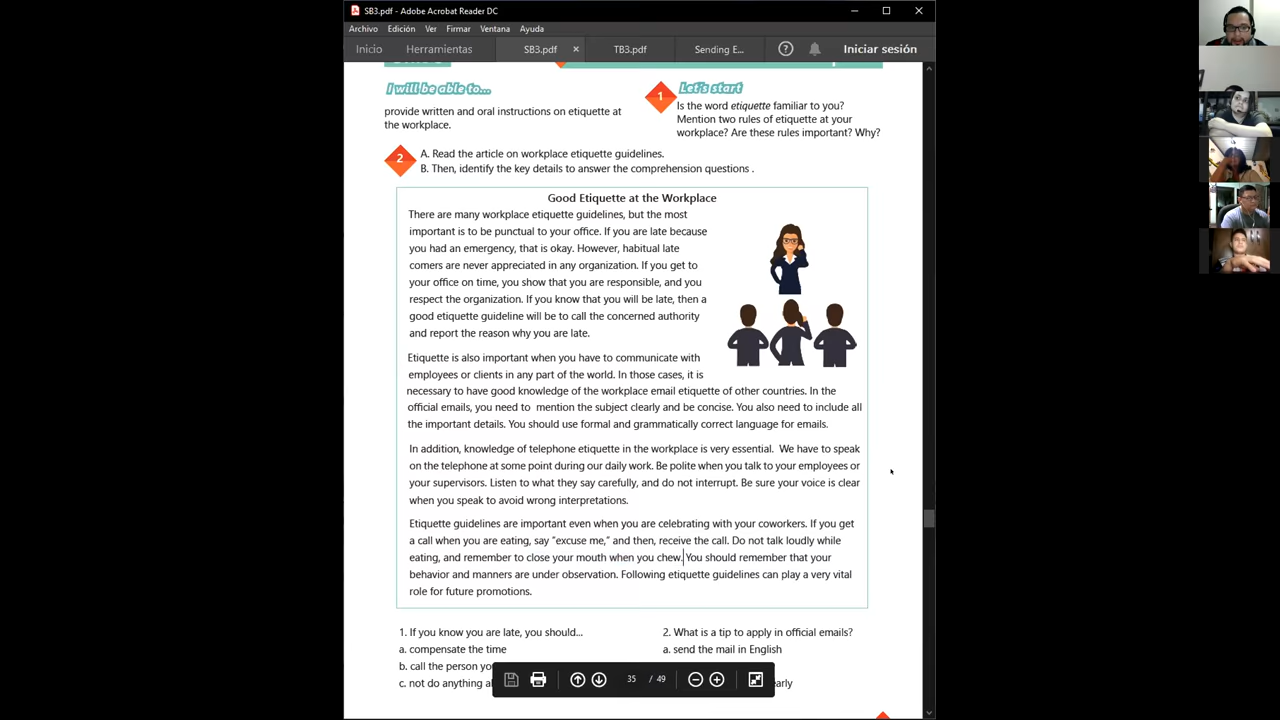 SB3.pdf - Adobe Acrobat Reader DC
Archivo Edición Ver Firmar Ventana Ayuda
Inicio Herramientas SB3.pdf × TB3.pdf Sending E... Iniciar sesión
I will be able to...
provide written and oral instructions on etiquette at
the workplace.
1 Let's start
Is the word etiquette familiar to you?
Mention two rules of etiquette at your
workplace? Are these rules important? Why?
2 A. Read the article on workplace etiquette guidelines.
B. Then, identify the key details to answer the comprehension questions .
Good Etiquette at the Workplace
There are many workplace etiquette guidelines, but the most
important is to be punctual to your office. If you are late because
you had an emergency, that is okay. However, habitual late
comers are never appreciated in any organization. If you get to
your office on time, you show that you are responsible, and you
respect the organization. If you know that you will be late, then a
good etiquette guideline will be to call the concerned authority
and report the reason why you are late.
Etiquette is also important when you have to communicate with
employees or clients in any part of the world. In those cases, it is
necessary to have good knowledge of the workplace email etiquette of other countries. In the
official emails, you need to mention the subject clearly and be concise. You also need to include all
the important details. You should use formal and grammatically correct language for emails.
In addition, knowledge of telephone etiquette in the workplace is very essential. We have to speak
on the telephone at some point during our daily work. Be polite when you talk to your employees or
your supervisors. Listen to what they say carefully, and do not interrupt. Be sure your voice is clear
when you speak to avoid wrong interpretations.
Etiquette guidelines are important even when you are celebrating with your coworkers. If you get
a call when you are eating, say “excuse me,” and then, receive the call. Do not talk loudly while
eating, and remember to close your mouth when you chew. You should remember that your
behavior and manners are under observation. Following etiquette guidelines can play a very vital
role for future promotions.
1. If you know you are late, you should...
a. compensate the time
b. call the person
c. not do anything
2. What is a tip to apply in official emails?
a. send the mail in English
35 / 49